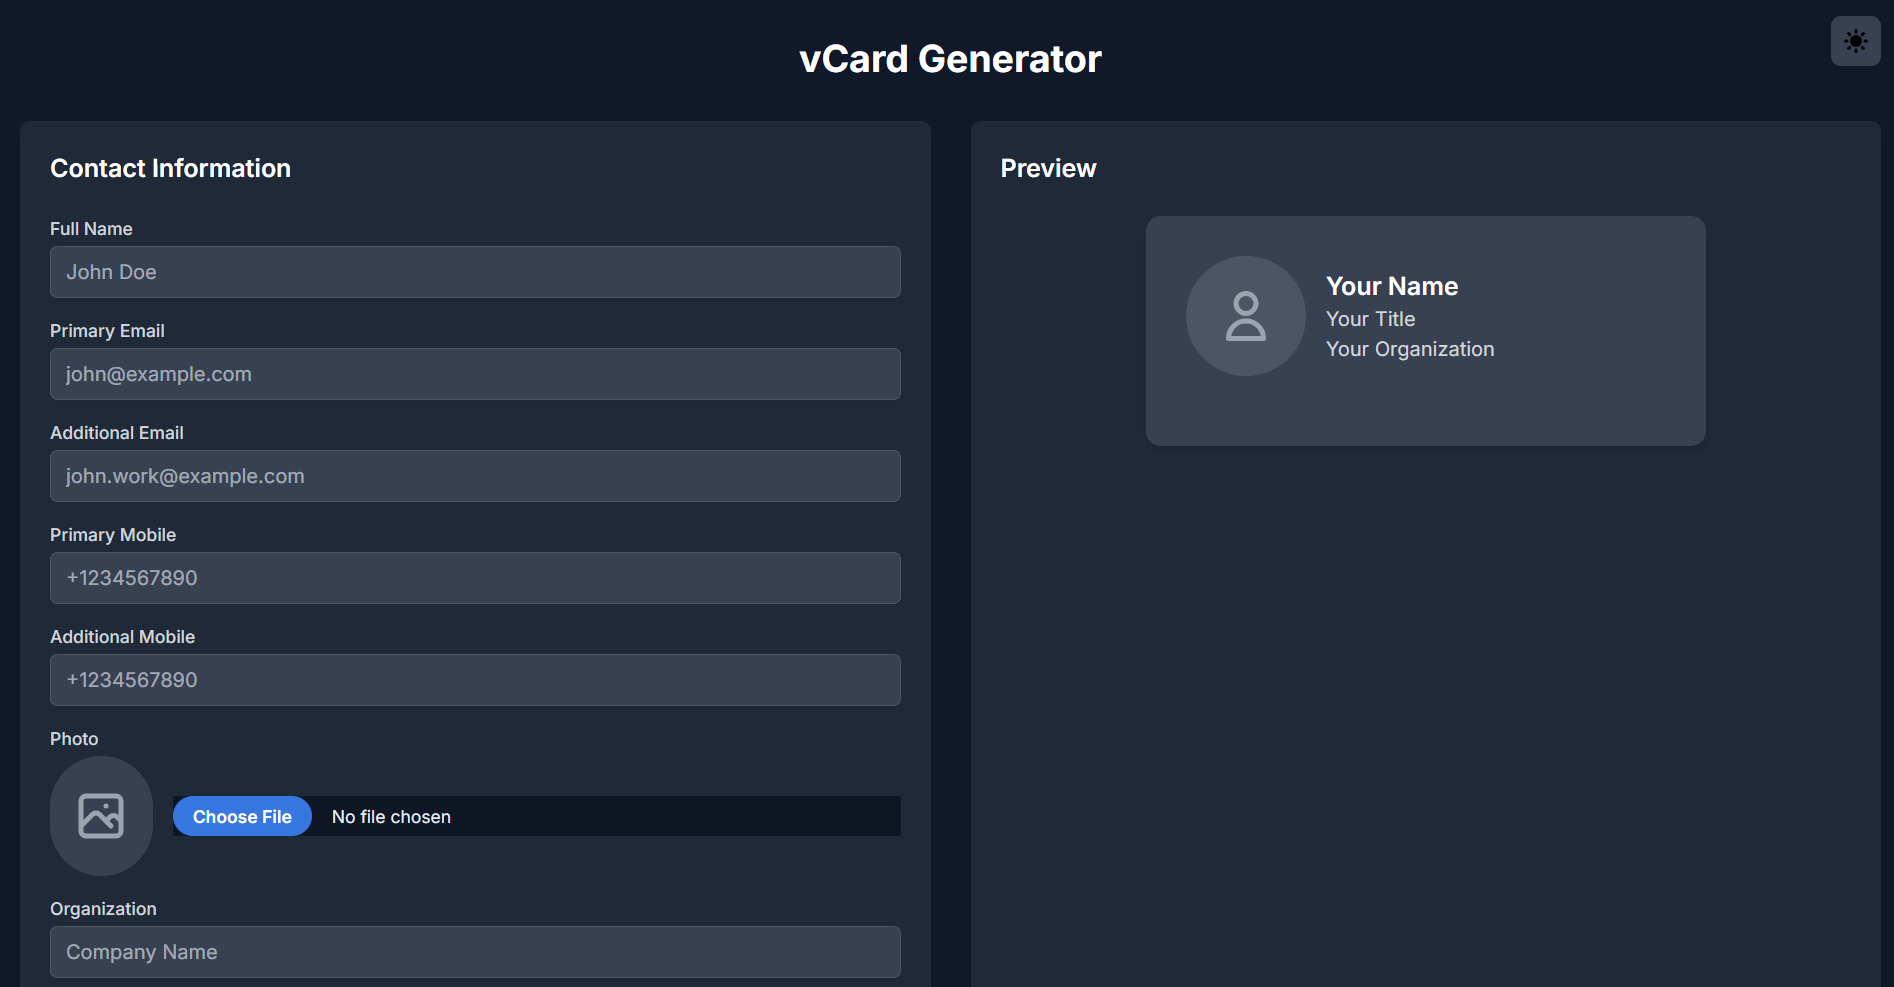 vCard Generator
Contact Information
Full Name
John Doe
Primary Email
john@example.com
Additional Email
john.work@example.com
Primary Mobile
+1234567890
Additional Mobile
+1234567890
Photo
Choose File No file chosen
Organization
Company Name
Preview
Your Name
Your Title
Your Organization